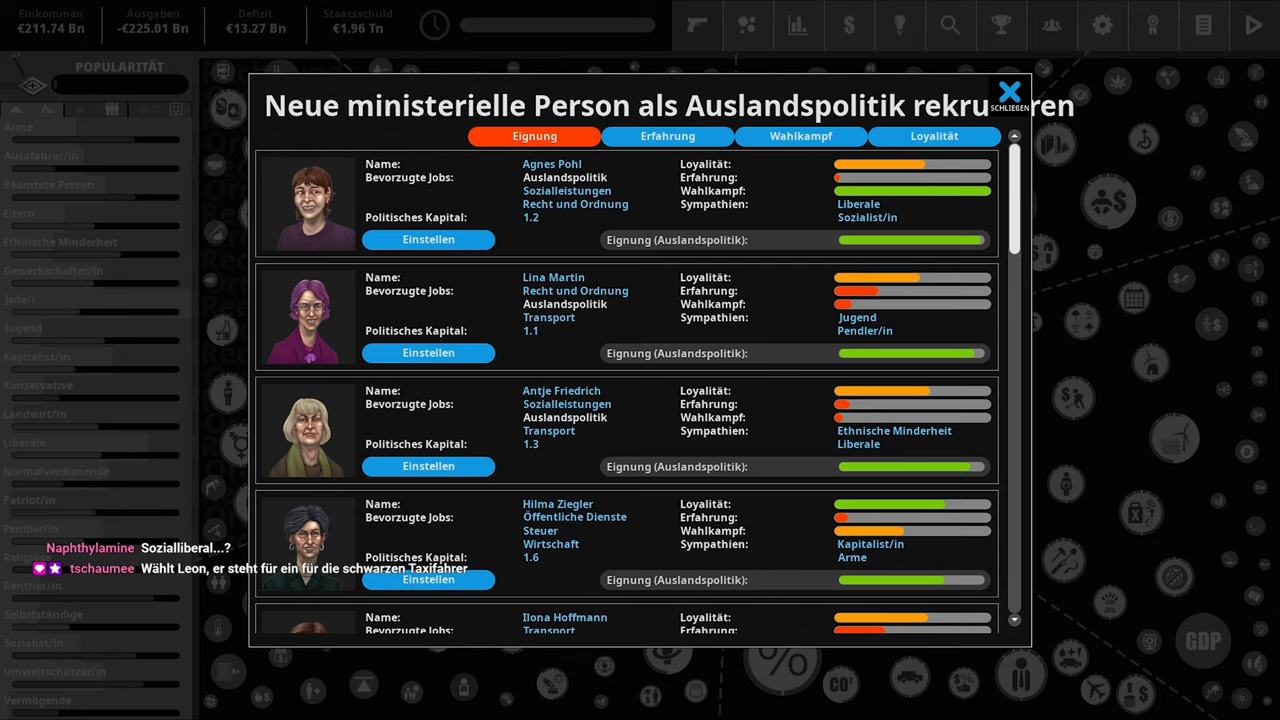 Einkommen
€211.74 Bn
Ausgaben
-€225.01 Bn
Defizit
€13.27 Bn
Staatsschuld
€1.96 Tn
POPULARITÄT
Arme
Autofahrer/in
Beamtete Person
Eltern
Ethnische Minderheit
Gewerkschafter/in
Jede/r
Jugend
Kapitalist/in
Konservative
Landwirt/in
Liberale
Normalverdienende
Patriot/in
Pendler/in
Rentner/in
Selbstständige
Sozialist/in
Umweltschützer/in
Vermögende
Neue ministerielle Person als Auslandspolitik
SCHLIEẞEN
Eignung
Erfahrung
Wahlkampf
Loyalität
Name: Agnes Pohl Loyalität:
Bevorzugte Jobs: Auslandspolitik Erfahrung:
Sozialleistungen Wahlkampf:
Recht und Ordnung Sympathien: Liberale
Politisches Kapital: 1.2 Sozialist/in
Einstellen Eignung (Auslandspolitik):
Name: Lina Martin Loyalität:
Bevorzugte Jobs: Recht und Ordnung Erfahrung:
Auslandspolitik Wahlkampf:
Transport Sympathien: Jugend
Politisches Kapital: 1.1 Pendler/in
Einstellen Eignung (Auslandspolitik):
Name: Antje Friedrich Loyalität:
Bevorzugte Jobs: Sozialleistungen Erfahrung:
Auslandspolitik Wahlkampf:
Transport Sympathien: Ethnische Minderheit
Politisches Kapital: 1.3 Liberale
Einstellen Eignung (Auslandspolitik):
Name: Hilma Ziegler Loyalität:
Bevorzugte Jobs: Öffentliche Dienste Erfahrung:
Steuer Wahlkampf:
Wirtschaft Sympathien: Kapitalist/in
Politisches Kapital: 1.6 Arme
Einstellen Eignung (Auslandspolitik):
Name: Ilona Hoffmann Loyalität:
Bevorzugte Jobs: Transport Erfahrung:
Naphthylamine Sozialliberal...?
tschaumee Wählt Leon, er steht für ein für die schwarzen Taxifahrer
GDP
CO²